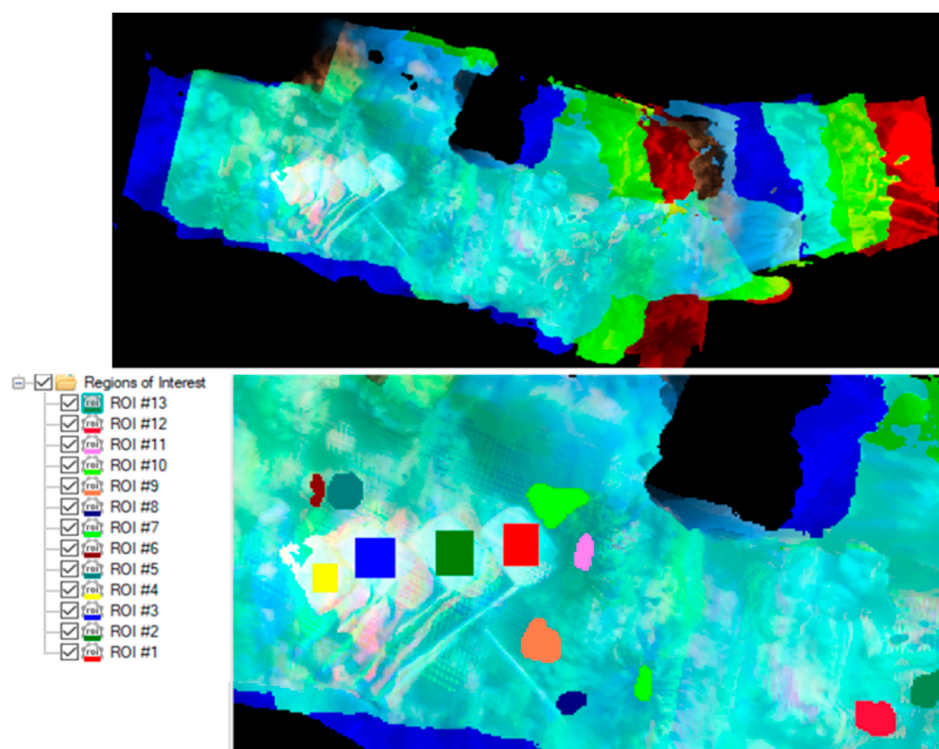 Regions of Interest
ROI #13
ROI #12
ROI #11
ROI #10
ROI #9
ROI #8
ROI #7
ROI #6
ROI #5
ROI #4
ROI #3
ROI #2
ROI #1